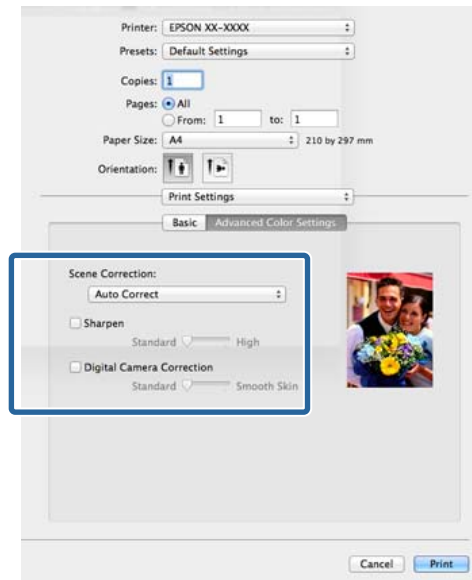 Printer: EPSON XX-XXXX
Presets: Default Settings
Copies: 1
Pages: All
From: 1 to: 1
Paper Size: A4 210 by 297 mm
Orientation:
Print Settings
Basic Advanced Color Settings
Scene Correction:
Auto Correct
Sharpen
Standard High
Digital Camera Correction
Standard Smooth Skin
Cancel Print